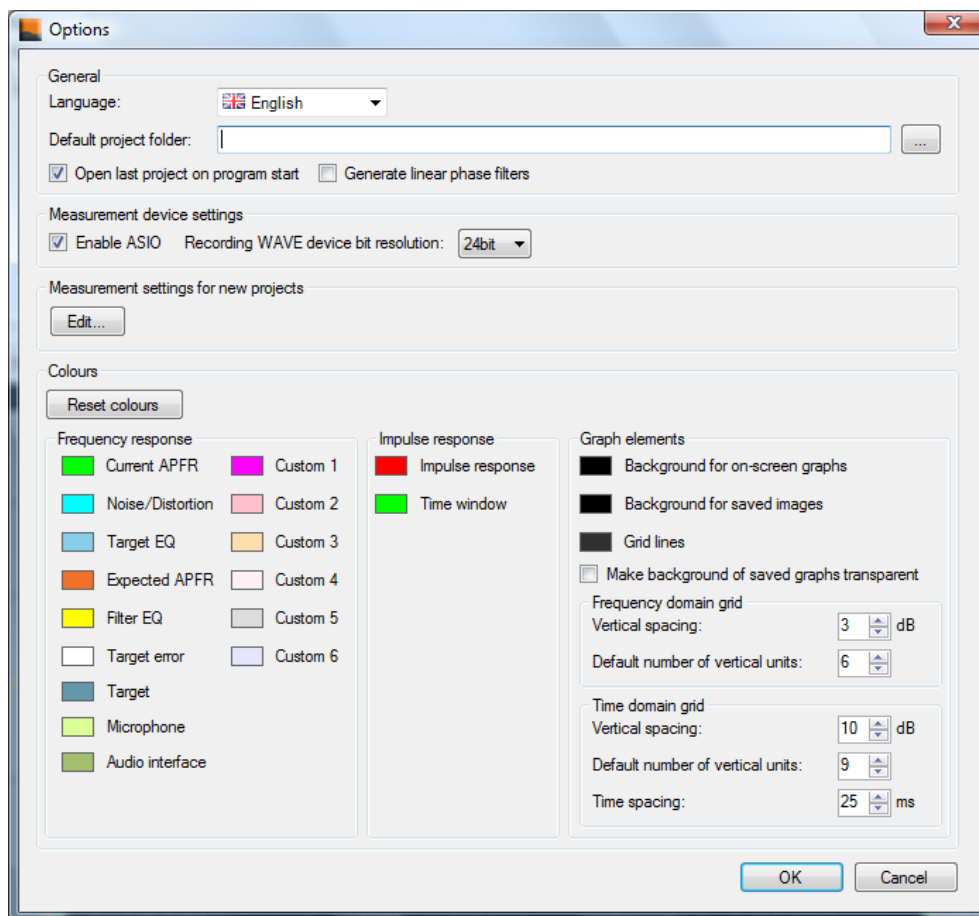 Options
General
Language: English
Default project folder: ...
Open last project on program start Generate linear phase filters
Measurement device settings
Enable ASIO Recording WAVE device bit resolution: 24bit
Measurement settings for new projects
Edit...
Colours
Reset colours
Frequency response
Current APFR Custom 1
Noise/Distortion Custom 2
Target EQ Custom 3
Expected APFR Custom 4
Filter EQ Custom 5
Target error Custom 6
Target
Microphone
Audio interface
Impulse response
Impulse response
Time window
Graph elements
Background for on-screen graphs
Background for saved images
Grid lines
Make background of saved graphs transparent
Frequency domain grid
Vertical spacing: 3 dB
Default number of vertical units: 6
Time domain grid
Vertical spacing: 10 dB
Default number of vertical units: 9
Time spacing: 25 ms
OK Cancel